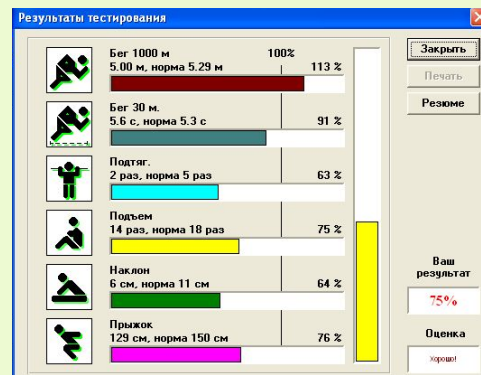 Результаты тестирования
Бег 1000 м 100%
5.00 м, норма 5.29 м 113 %
Бег 30 м.
5.6 с, норма 5.3 с 91 %
Подтяг.
2 раз, норма 5 раз 63 %
Подъем
14 раз, норма 18 раз 75 %
Наклон
6 см, норма 11 см 64 %
Прыжок
129 см, норма 150 см 76 %
Закрыть
Печать
Резюме
Ваш
результат
75%
Оценка
Хорошо!